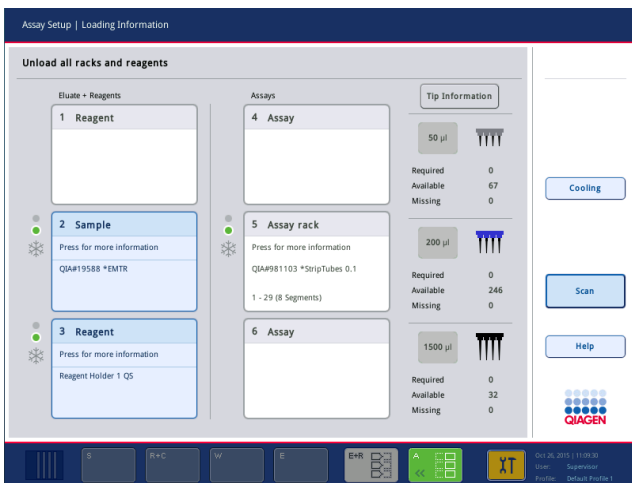 Assay Setup | Loading Information
Unload all racks and reagents
Eluate + Reagents
Assays
Tip Information
1 Reagent
4 Assay
50 µl
Required 0
Available 67
Missing 0
Cooling
2 Sample
Press for more information
QIA#19588 *EMTR
5 Assay rack
Press for more information
QIA#981103 *StripTubes 0.1
1 - 29 (8 Segments)
200 µl
Required 0
Available 246
Missing 0
Scan
3 Reagent
Press for more information
Reagent Holder 1 QS
6 Assay
1500 µl
Required 0
Available 32
Missing 0
Help
QIAGEN
S
R+C
W
E
E+R
A
Oct 26, 2015 | 11:09:30
User: Supervisor
Profile: Default Profile 1